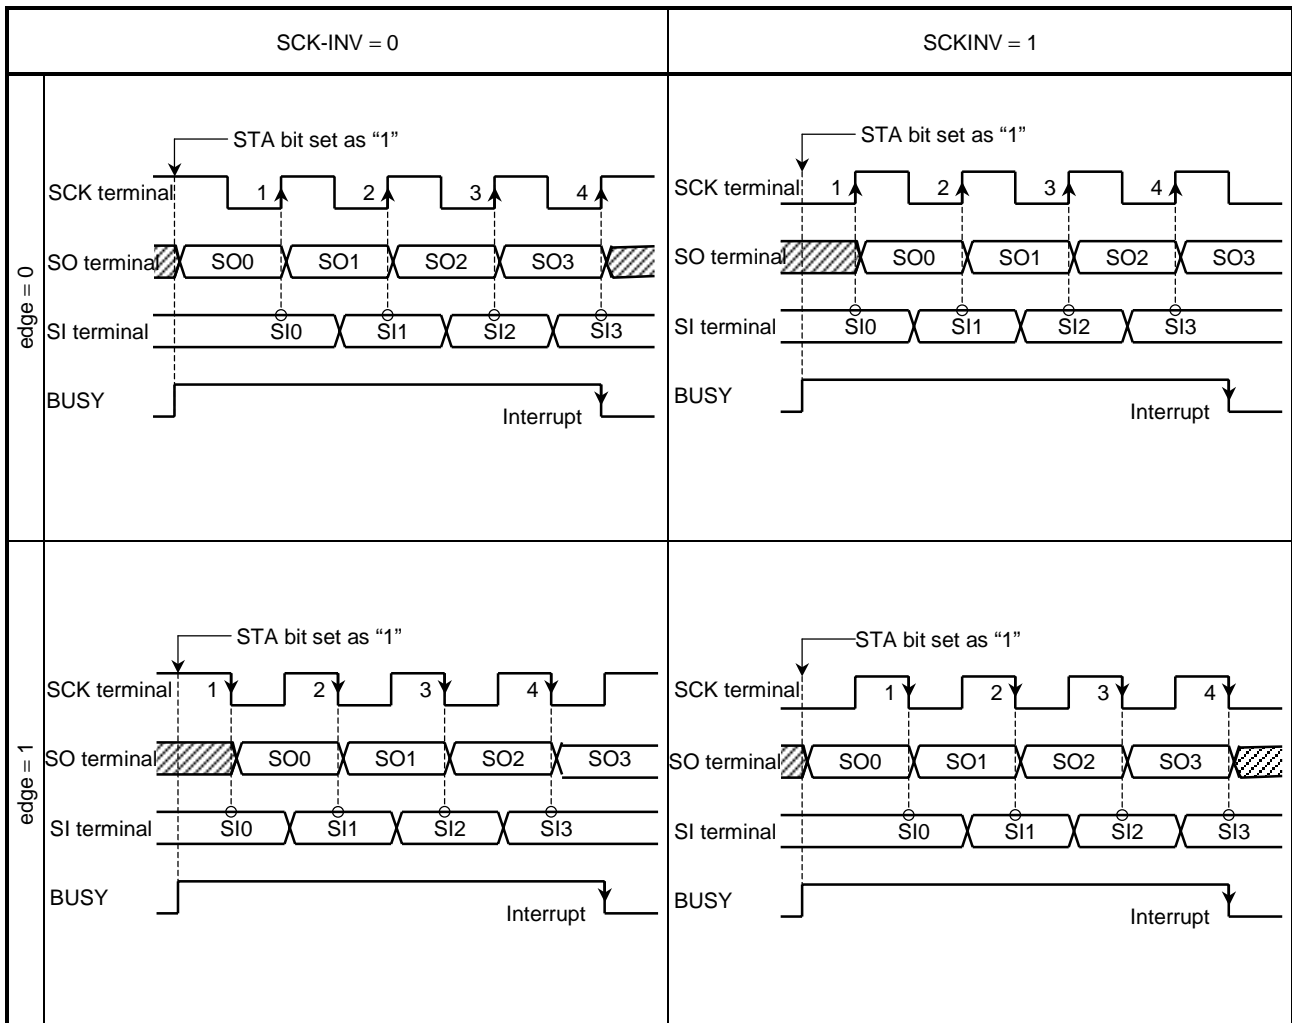 SCK-INV = 0
SCKINV = 1
edge = 0
STA bit set as “1”
SCK terminal 1 2 3 4
SO terminal SO0 SO1 SO2 SO3
SI terminal SI0 SI1 SI2 SI3
BUSY
Interrupt
STA bit set as “1”
SCK terminal 1 2 3 4
SO terminal SO0 SO1 SO2 SO3
SI terminal SI0 SI1 SI2 SI3
BUSY
Interrupt
edge = 1
STA bit set as “1”
SCK terminal 1 2 3 4
SO terminal SO0 SO1 SO2 SO3
SI terminal SI0 SI1 SI2 SI3
BUSY
Interrupt
STA bit set as “1”
SCK terminal 1 2 3 4
SO terminal SO0 SO1 SO2 SO3
SI terminal SI0 SI1 SI2 SI3
BUSY
Interrupt